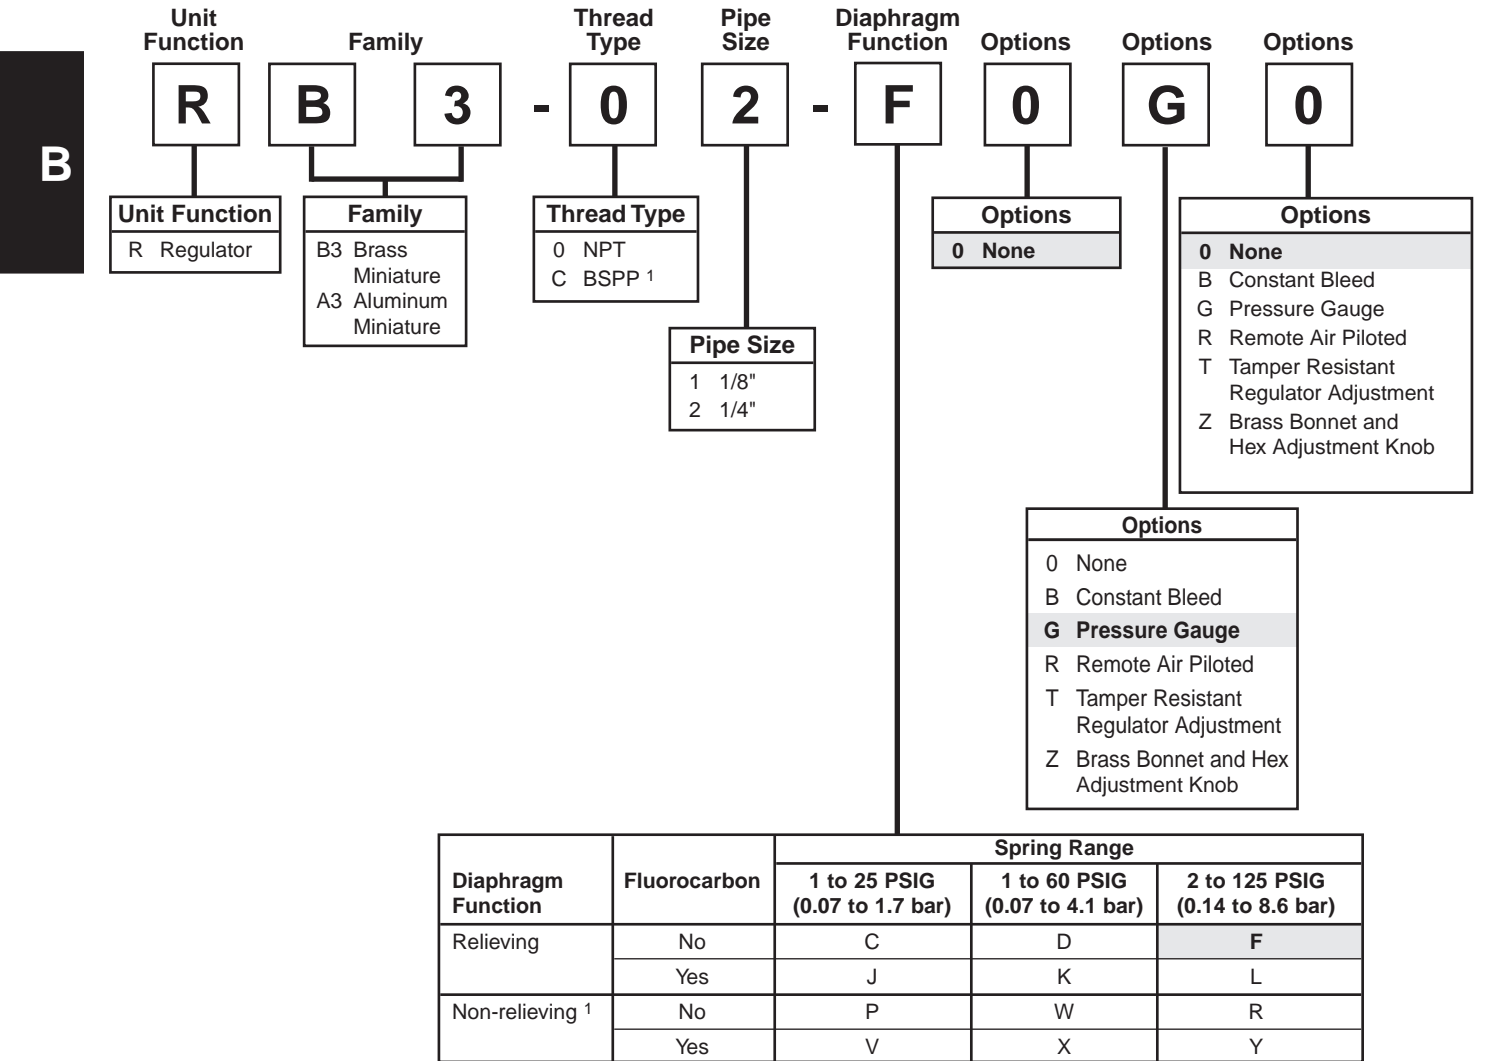 Unit Function
Family
Thread Type
Pipe Size
Diaphragm Function
Options
Options
Options
B
R B 3 - 0 2 - F 0 G 0
Unit Function
R Regulator
Family
B3 Brass
Miniature
A3 Aluminum
Miniature
Thread Type
0 NPT
C BSPP 1
Pipe Size
1 1/8"
2 1/4"
Options
0 None
Options
0 None
B Constant Bleed
G Pressure Gauge
R Remote Air Piloted
T Tamper Resistant
Regulator Adjustment
Z Brass Bonnet and
Hex Adjustment Knob
Options
0 None
B Constant Bleed
G Pressure Gauge
R Remote Air Piloted
T Tamper Resistant
Regulator Adjustment
Z Brass Bonnet and Hex
Adjustment Knob
Diaphragm
Function
Fluorocarbon
Spring Range
1 to 25 PSIG
(0.07 to 1.7 bar)
1 to 60 PSIG
(0.07 to 4.1 bar)
2 to 125 PSIG
(0.14 to 8.6 bar)
Relieving No C D F
Yes J K L
Non-relieving 1 No P W R
Yes V X Y